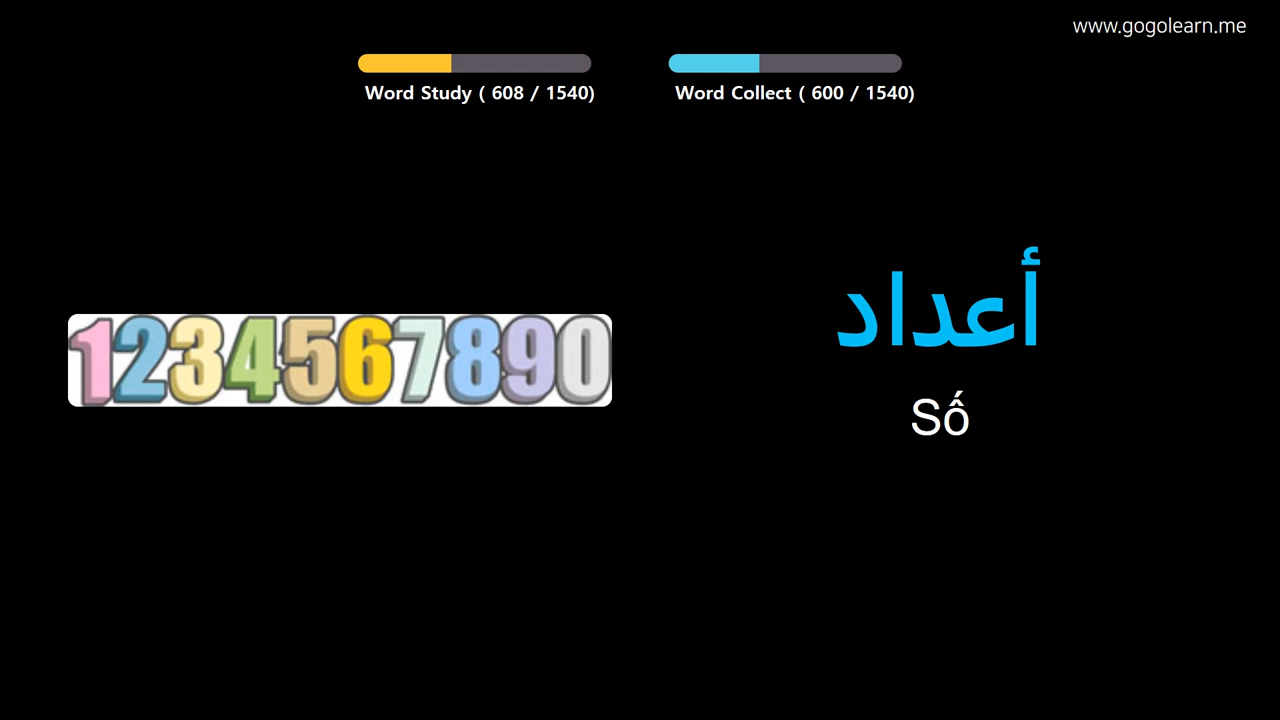 www.gogolearn.me
Word Study ( 608 / 1540)
Word Collect ( 600 / 1540)
1234567890
أعداد
Số